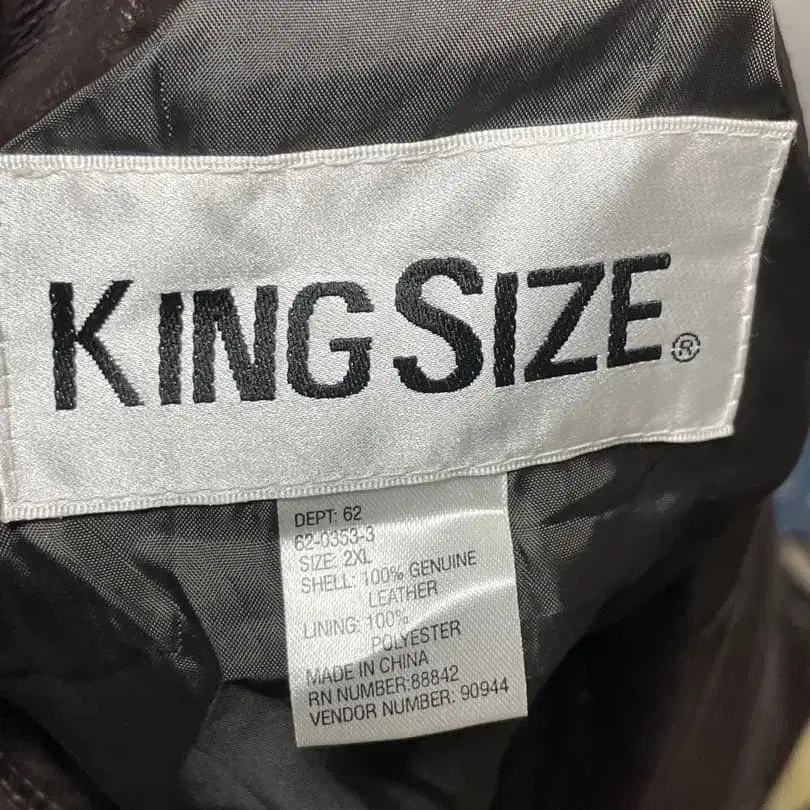 KINGSIZE®
DEPT: 62
62-0353-3
SIZE: 2XL
SHELL: 100% GENUINE
LEATHER
LINING: 100%
POLYESTER
MADE IN CHINA
RN NUMBER:88842
VENDOR NUMBER: 90944